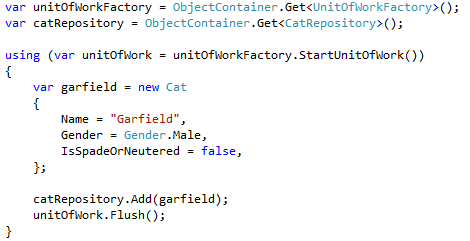 var unitOfWorkFactory = ObjectContainer.Get<UnitOfWorkFactory>();
var catRepository = ObjectContainer.Get<CatRepository>();

using (var unitOfWork = unitOfWorkFactory.StartUnitOfWork())
{
    var garfield = new Cat
    {
        Name = "Garfield",
        Gender = Gender.Male,
        IsSpadeOrNeutered = false,
    };

    catRepository.Add(garfield);
    unitOfWork.Flush();
}